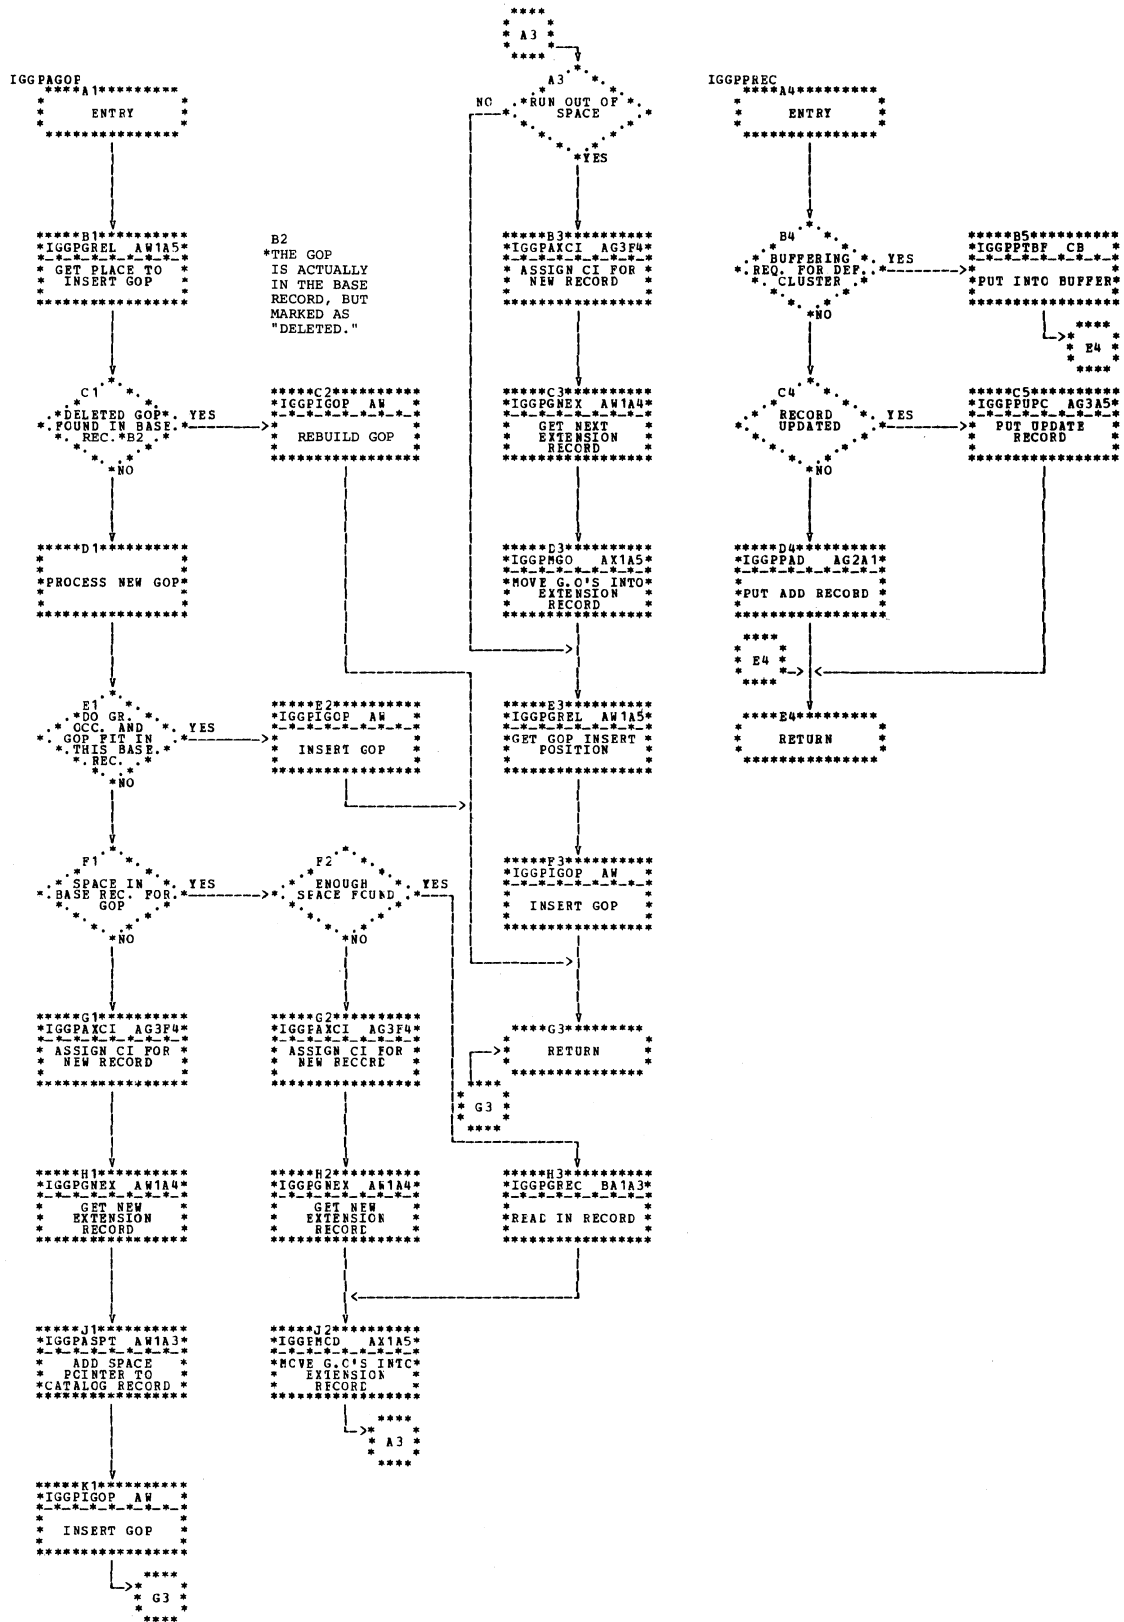 IGGPAGOP
A1
ENTRY
B1
IGGPGREL AW1A5
GET PLACE TO
INSERT GOP
C1
DELETED GOP
FOUND IN BASE
REC. *B2
YES
NO
D1
PROCESS NEW GOP
E1
DO GR.
OCC. AND
GOP FIT IN
THIS BASE
REC.
YES
NO
F1
SPACE IN
BASE REC. FOR
GOP
YES
NO
G1
IGGPAXCI AG3F4
ASSIGN CI FOR
NEW RECORD
H1
IGGPGNEX AW1A4
GET NEW
EXTENSION
RECORD
J1
IGGPASPT AW1A3
ADD SPACE
POINTER TO
CATALOG RECORD
K1
IGGPIGOP AW
INSERT GOP
G3
B2
*THE GOP
IS ACTUALLY
IN THE BASE
RECORD, BUT
MARKED AS
"DELETED."
C2
IGGPIGOP AW
REBUILD GOP
E2
IGGPIGOP AW
INSERT GOP
F2
ENOUGH
SPACE FOUND
YES
NO
G2
IGGPAXCI AG3F4
ASSIGN CI FOR
NEW RECORD
H2
IGGPGNEX AW1A4
GET NEW
EXTENSION
RECORD
J2
IGGPMCD AX1A5
MOVE G.O'S INTO
EXTENSION
RECORD
A3
A3
A3
RUN OUT OF
SPACE
NO
YES
B3
IGGPAXCI AG3F4
ASSIGN CI FOR
NEW RECORD
C3
IGGPGNEX AW1A4
GET NEXT
EXTENSION
RECORD
D3
IGGPMGO AX1A5
MOVE G.O'S INTO
EXTENSION
RECORD
E3
IGGPGREL AW1A5
GET GOP INSERT
POSITION
F3
IGGPIGOP AW
INSERT GOP
G3
RETURN
G3
H3
IGGPGREC BA1A3
READ IN RECORD
IGGPPREC
A4
ENTRY
B4
BUFFERING
REQ. FOR DEF.
CLUSTER
YES
NO
B5
IGGPPTBF CB
PUT INTO BUFFER
E4
C4
RECORD
UPDATED
YES
NO
C5
IGGPPUPC AG3A5
PUT UPDATE
RECORD
D4
IGGPPAD AG2A1
PUT ADD RECORD
E4
E4
RETURN